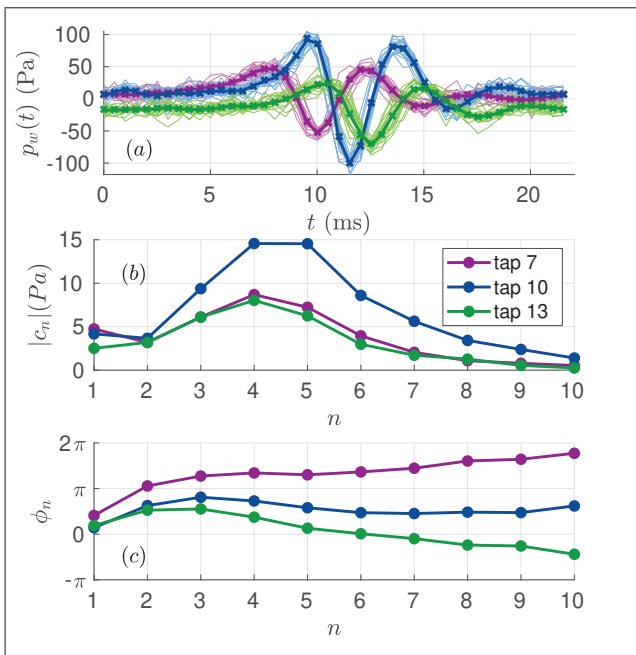 100
50
0
-50
-100
p_w(t) (Pa)
(a)
0 5 10 15 20
t (ms)
15
10
5
0
|c_n|(Pa)
(b)
tap 7
tap 10
tap 13
1 2 3 4 5 6 7 8 9 10
n
2 π
π
0
-π
ϕ_n
(c)
1 2 3 4 5 6 7 8 9 10
n